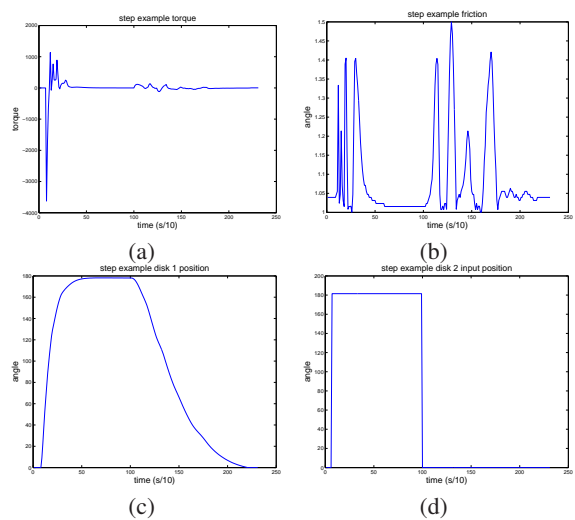 step example torque
2000
1000
0
-1000
-2000
-3000
-4000
torque
0 50 100 150 200 250
time (s/10)
(a)
step example friction
1.5
1.45
1.4
1.35
1.3
1.25
1.2
1.15
1.1
1.05
1
angle
0 50 100 150 200 250
time (s/10)
(b)
step example disk 1 position
180
160
140
120
100
80
60
40
20
0
angle
0 50 100 150 200 250
time (s/10)
(c)
step example disk 2 input position
200
180
160
140
120
100
80
60
40
20
0
angle
0 50 100 150 200 250
time (s/10)
(d)